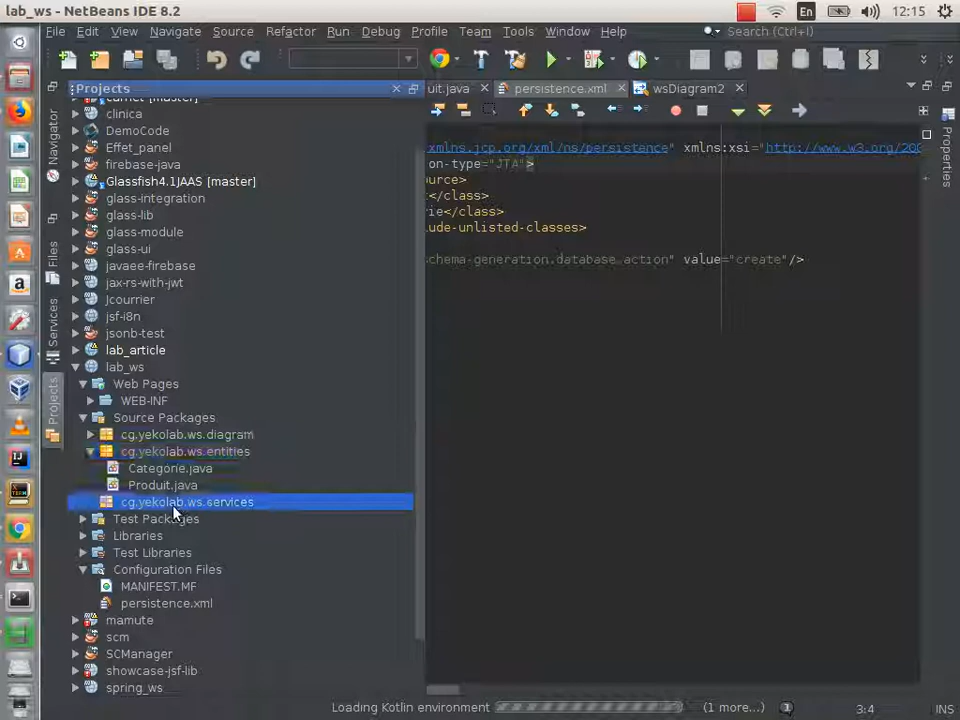 lab_ws - NetBeans IDE 8.2
En
12:15
File Edit View Navigate Source Refactor Run Debug Profile Team Tools Window Help
Search (Ctrl+I)
Projects
uit.java
persistence.xml
wsDiagram2
Navigator
Files
Services
Projects
Properties
carnet [master]
clinica
DemoCode
Effet_panel
firebase-java
Glassfish4.1JAAS [master]
glass-integration
glass-lib
glass-module
glass-ui
javaee-firebase
jax-rs-with-jwt
Jcourrier
jsf-i8n
jsonb-test
lab_article
lab_ws
Web Pages
WEB-INF
Source Packages
cg.yekolab.ws.diagram
cg.yekolab.ws.entities
Categorie.java
Produit.java
cg.yekolab.ws.services
Test Packages
Libraries
Test Libraries
Configuration Files
MANIFEST.MF
persistence.xml
mamute
scm
SCManager
showcase-jsf-lib
spring_ws
xmlns.jcp.org/xml/ns/persistence" xmlns:xsi="http://www.w3.org/200
on-type="JTA">
ource>
</class>
ie</class>
ude-unlisted-classes>
schema-generation.database.action" value="create"/>
Loading Kotlin environment
(1 more...)
1
3:4
INS